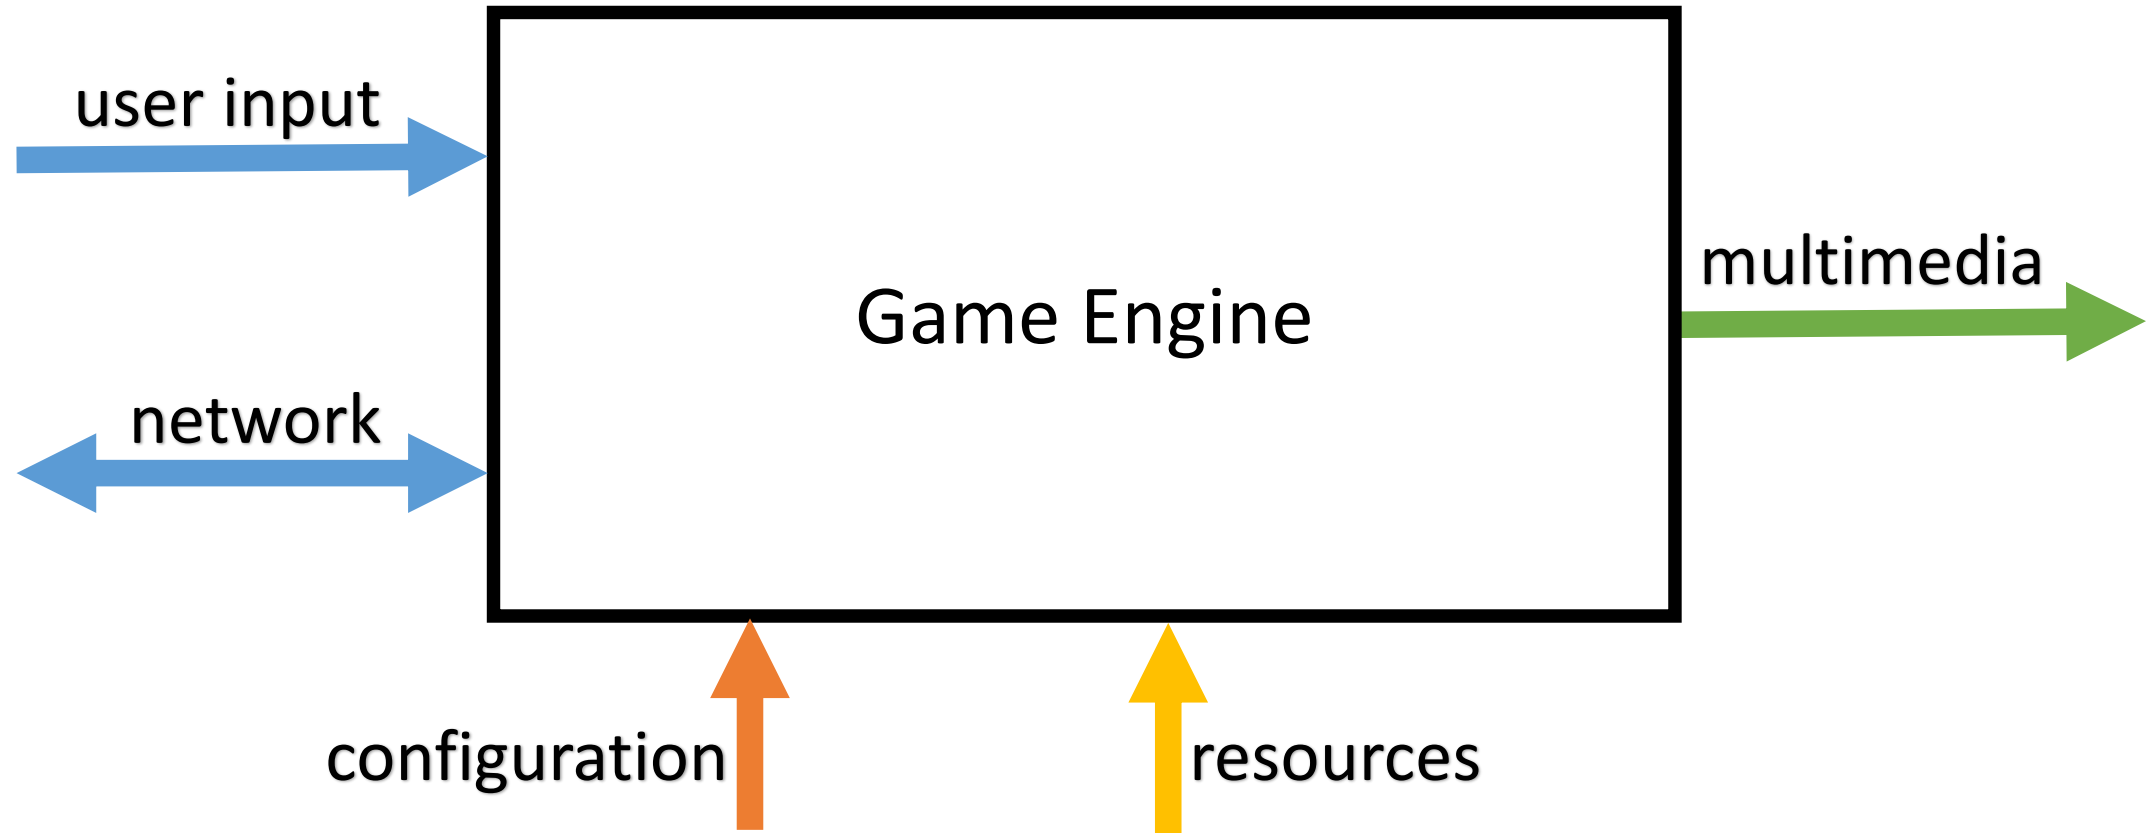 user input
multimedia
Game Engine
network
configuration
resources